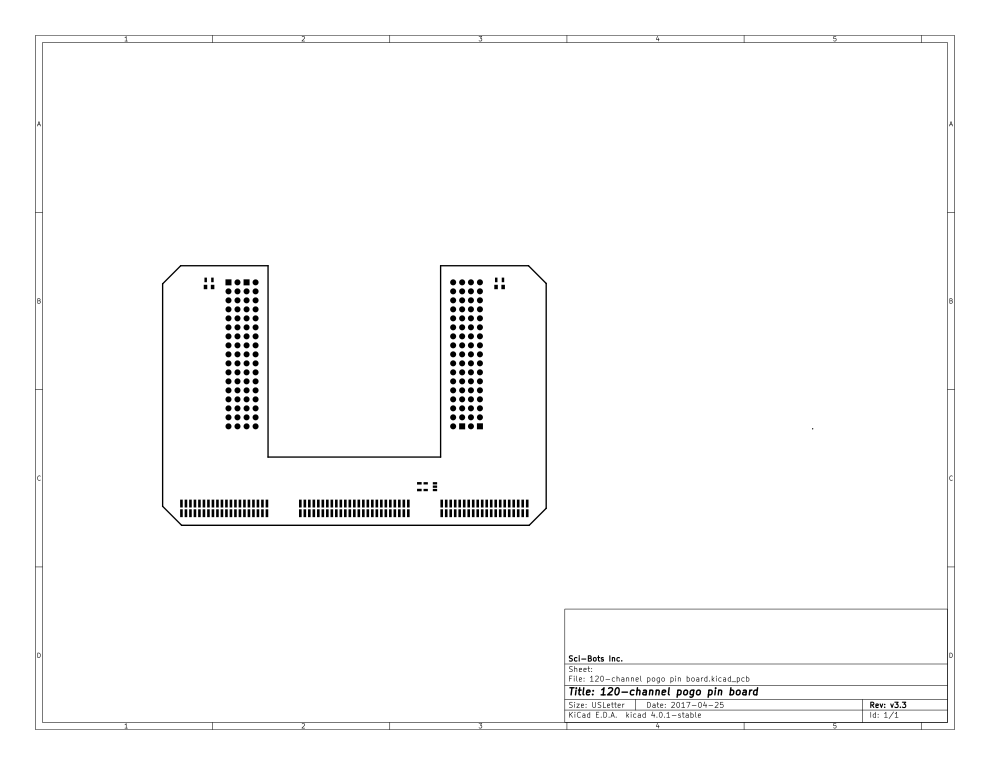 1 2 3 4 5
A A
B B
C C
D D
Sci-Bots Inc.
Sheet:
File: 120-channel pogo pin board.kicad_pcb
Title: 120-channel pogo pin board
Size: USLetter Date: 2017-04-25 Rev: v3.3
KiCad E.D.A. kicad 4.0.1-stable Id: 1/1
1 2 3 4 5